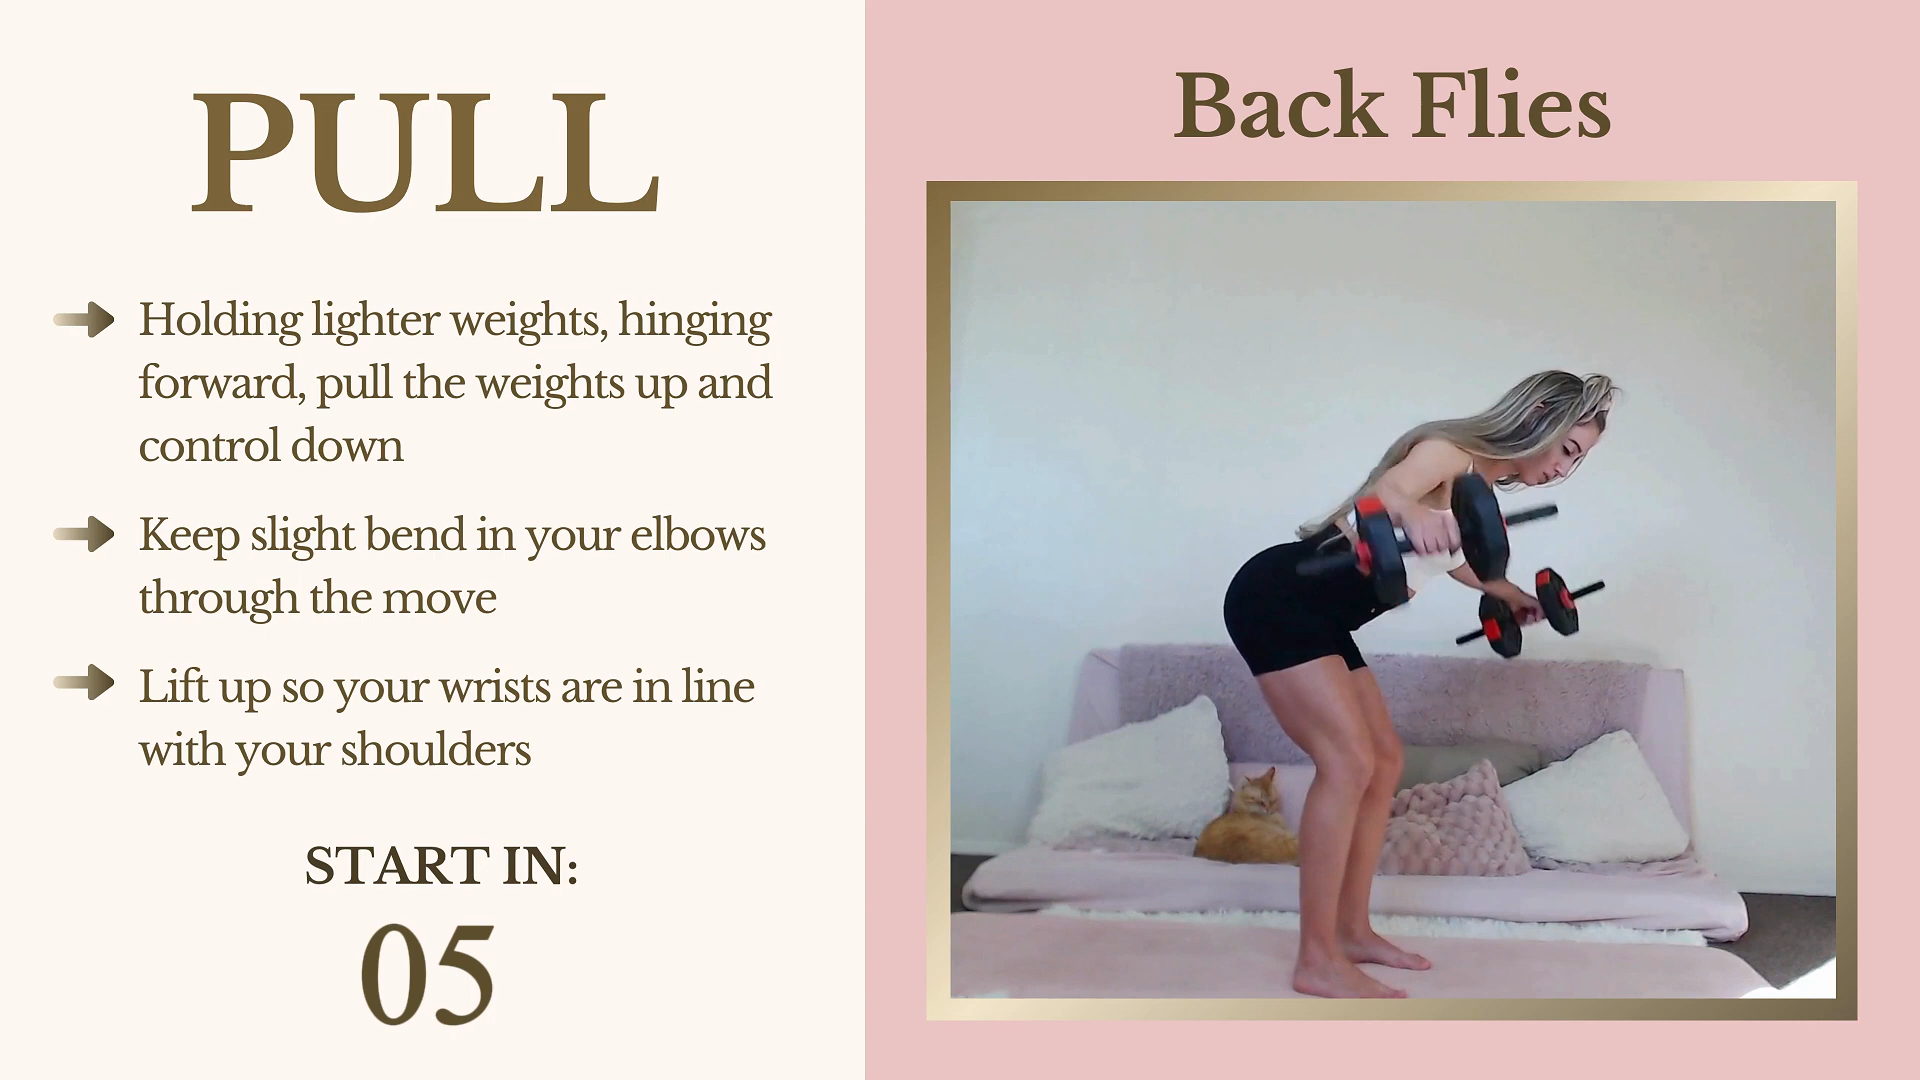 PULL
Holding lighter weights, hinging
forward, pull the weights up and
control down
Keep slight bend in your elbows
through the move
Lift up so your wrists are in line
with your shoulders
START IN:
05
Back Flies